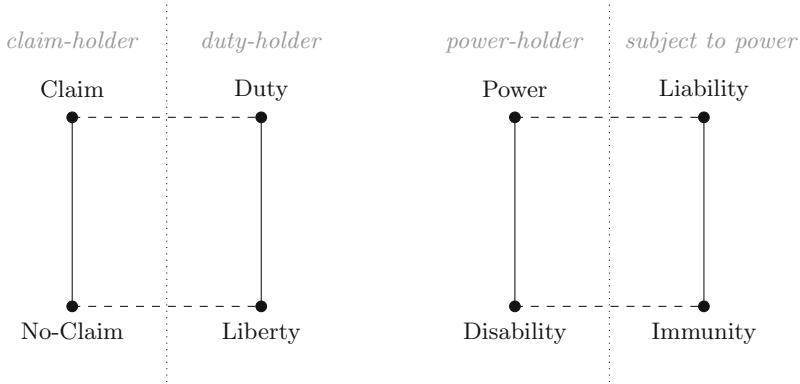 claim-holder duty-holder power-holder subject to power
Claim Duty Power Liability
No-Claim Liberty Disability Immunity